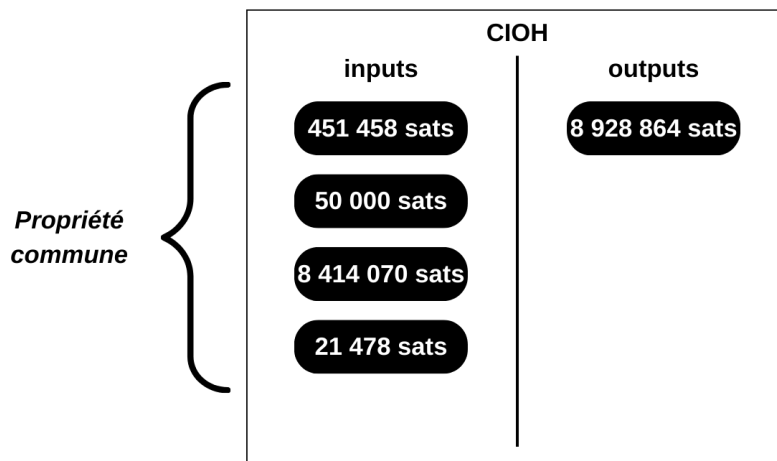 CIOH
inputs
outputs
451 458 sats
8 928 864 sats
50 000 sats
Propriété
commune
8 414 070 sats
21 478 sats